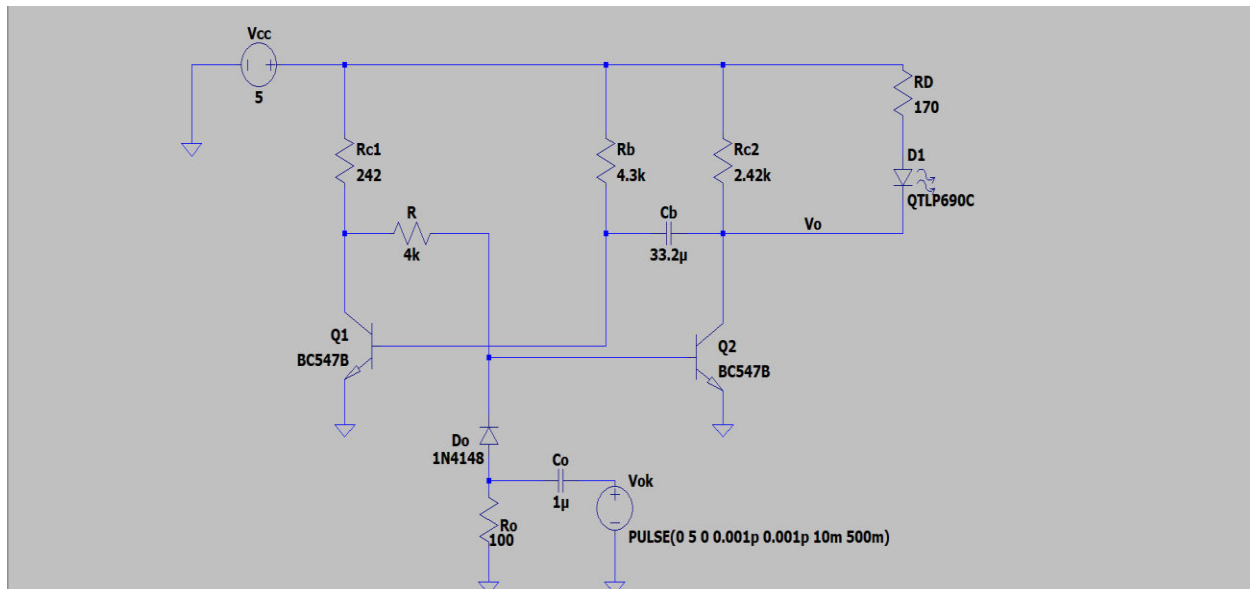 Vcc
5
RD
170
Rc1
242
Rb
4.3k
Rc2
2.42k
D1
QTLP690C
R
4k
Cb
33.2µ
Vo
Q1
BC547B
Q2
BC547B
Do
1N4148
Co
1µ
Vok
Ro
100
PULSE(0 5 0 0.001p 0.001p 10m 500m)